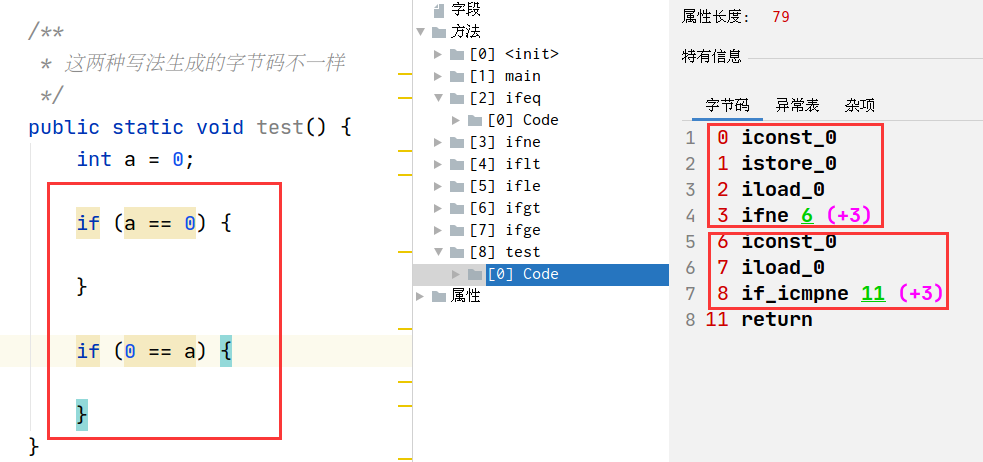 /**
 * 这两种写法生成的字节码不一样
 */
public static void test() {
    int a = 0;
    if (a == 0) {
    }
    if (0 == a) {
    }
}
字段
方法
[0] <init>
[1] main
[2] ifeq
[0] Code
[3] ifne
[4] iflt
[5] ifle
[6] ifgt
[7] ifge
[8] test
[0] Code
属性
属性长度: 79
特有信息
字节码 异常表 杂项
1 0 iconst_0
2 1 istore_0
3 2 iload_0
4 3 ifne 6 (+3)
5 6 iconst_0
6 7 iload_0
7 8 if_icmpne 11 (+3)
8 11 return